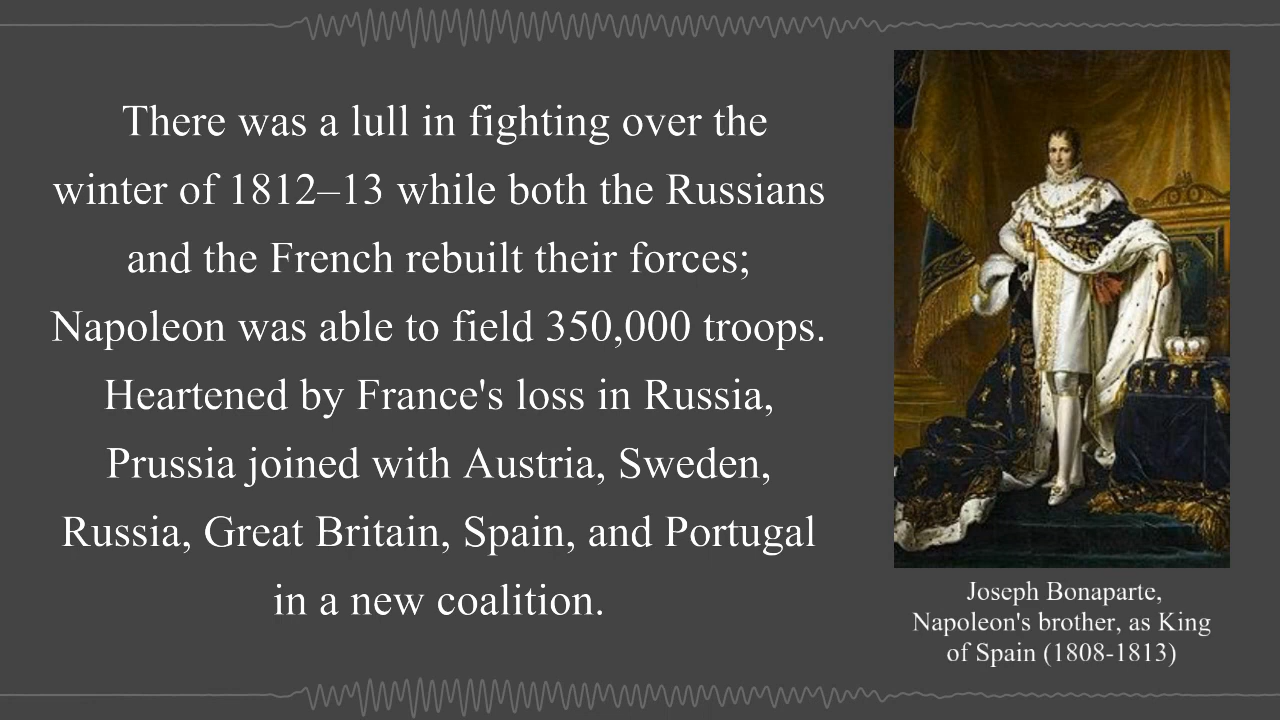 There was a lull in fighting over the
winter of 1812–13 while both the Russians
and the French rebuilt their forces;
Napoleon was able to field 350,000 troops.
Heartened by France's loss in Russia,
Prussia joined with Austria, Sweden,
Russia, Great Britain, Spain, and Portugal
in a new coalition.
Joseph Bonaparte,
Napoleon's brother, as King
of Spain (1808-1813)